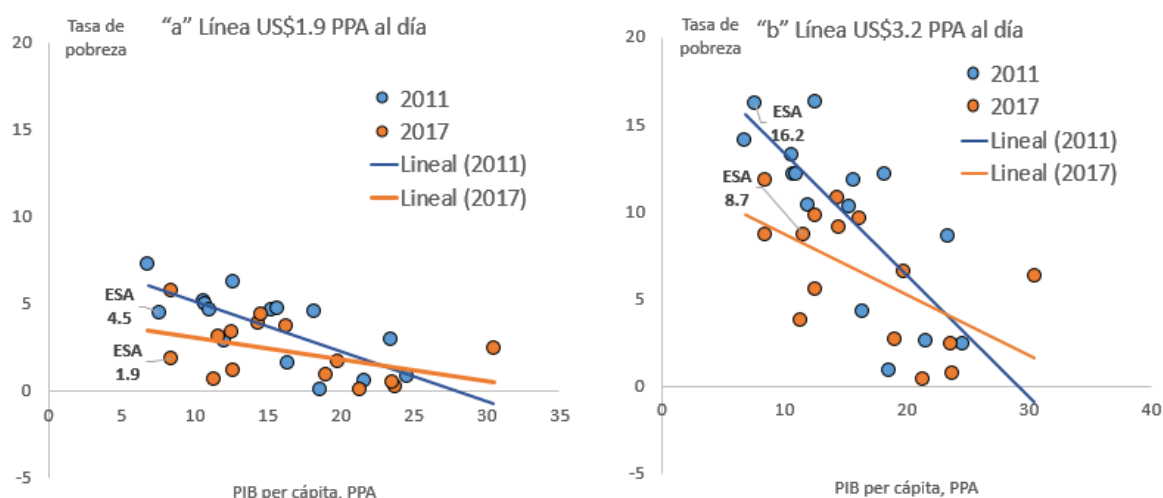 Tasa de
pobreza
“a” Línea US$1.9 PPA al día
20
15
10
5
0
-5
0 5 10 15 20 25 30 35
2011
2017
Lineal (2011)
Lineal (2017)
ESA
4.5
ESA
1.9
PIB per cápita, PPA
Tasa de
pobreza
“b” Línea US$3.2 PPA al día
20
15
10
5
0
-5
0 10 20 30 40
2011
2017
Lineal (2011)
Lineal (2017)
ESA
16.2
ESA
8.7
PIB per cápita, PPA